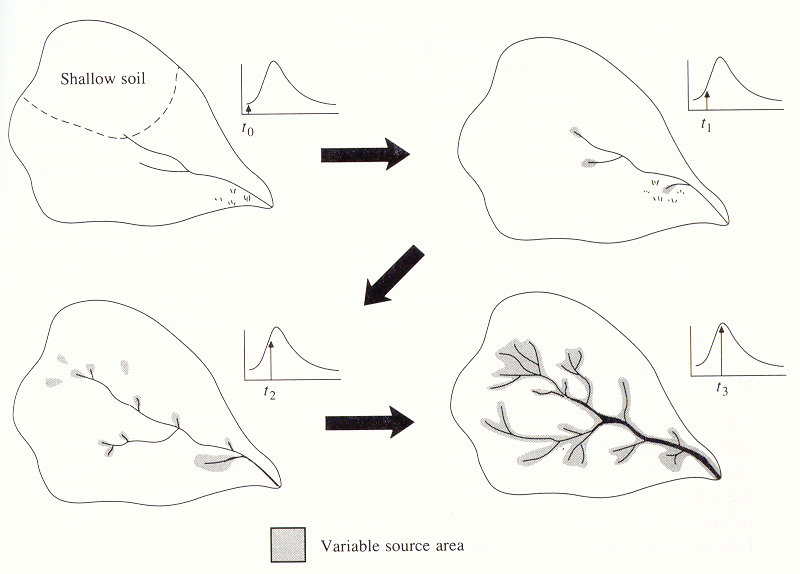 Shallow soil
t0
t1
t2
t3
Variable source area